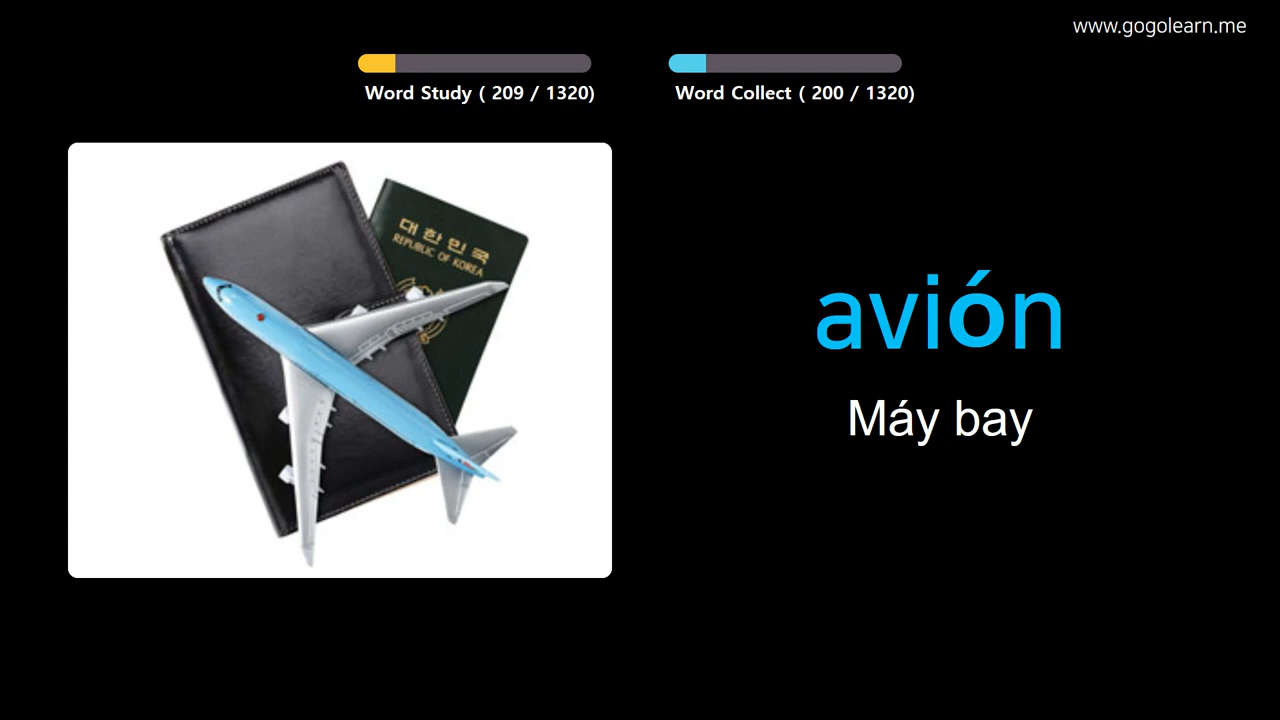 www.gogolearn.me
Word Study ( 209 / 1320)
Word Collect ( 200 / 1320)
대한민국
REPUBLIC OF KOREA
avión
Máy bay